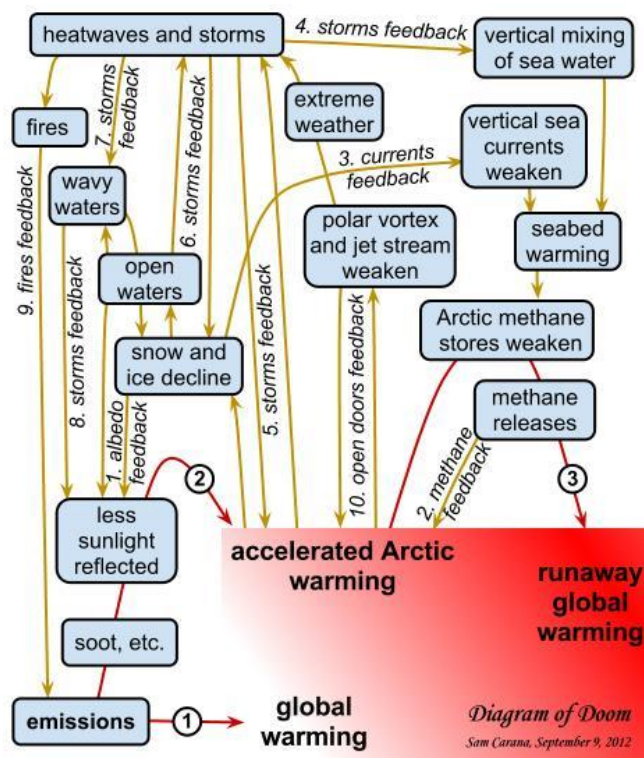 heatwaves and storms
4. storms feedback
vertical mixing
of sea water
fires
7. storms
feedback
extreme
weather
vertical sea
currents
weaken
3. currents
feedback
wavy
waters
6. storms feedback
polar vortex
and jet stream
weaken
seabed
warming
9. fires feedback
open
waters
Arctic methane
stores weaken
snow and
ice decline
8. storms feedback
1. albedo
feedback
5. storms feedback
10. open doors feedback
methane
releases
2. methane
feedback
2
3
less
sunlight
reflected
accelerated Arctic
warming
runaway
global
warming
soot, etc.
emissions
1
global
warming
Diagram of Doom
Sam Carana, September 9, 2012